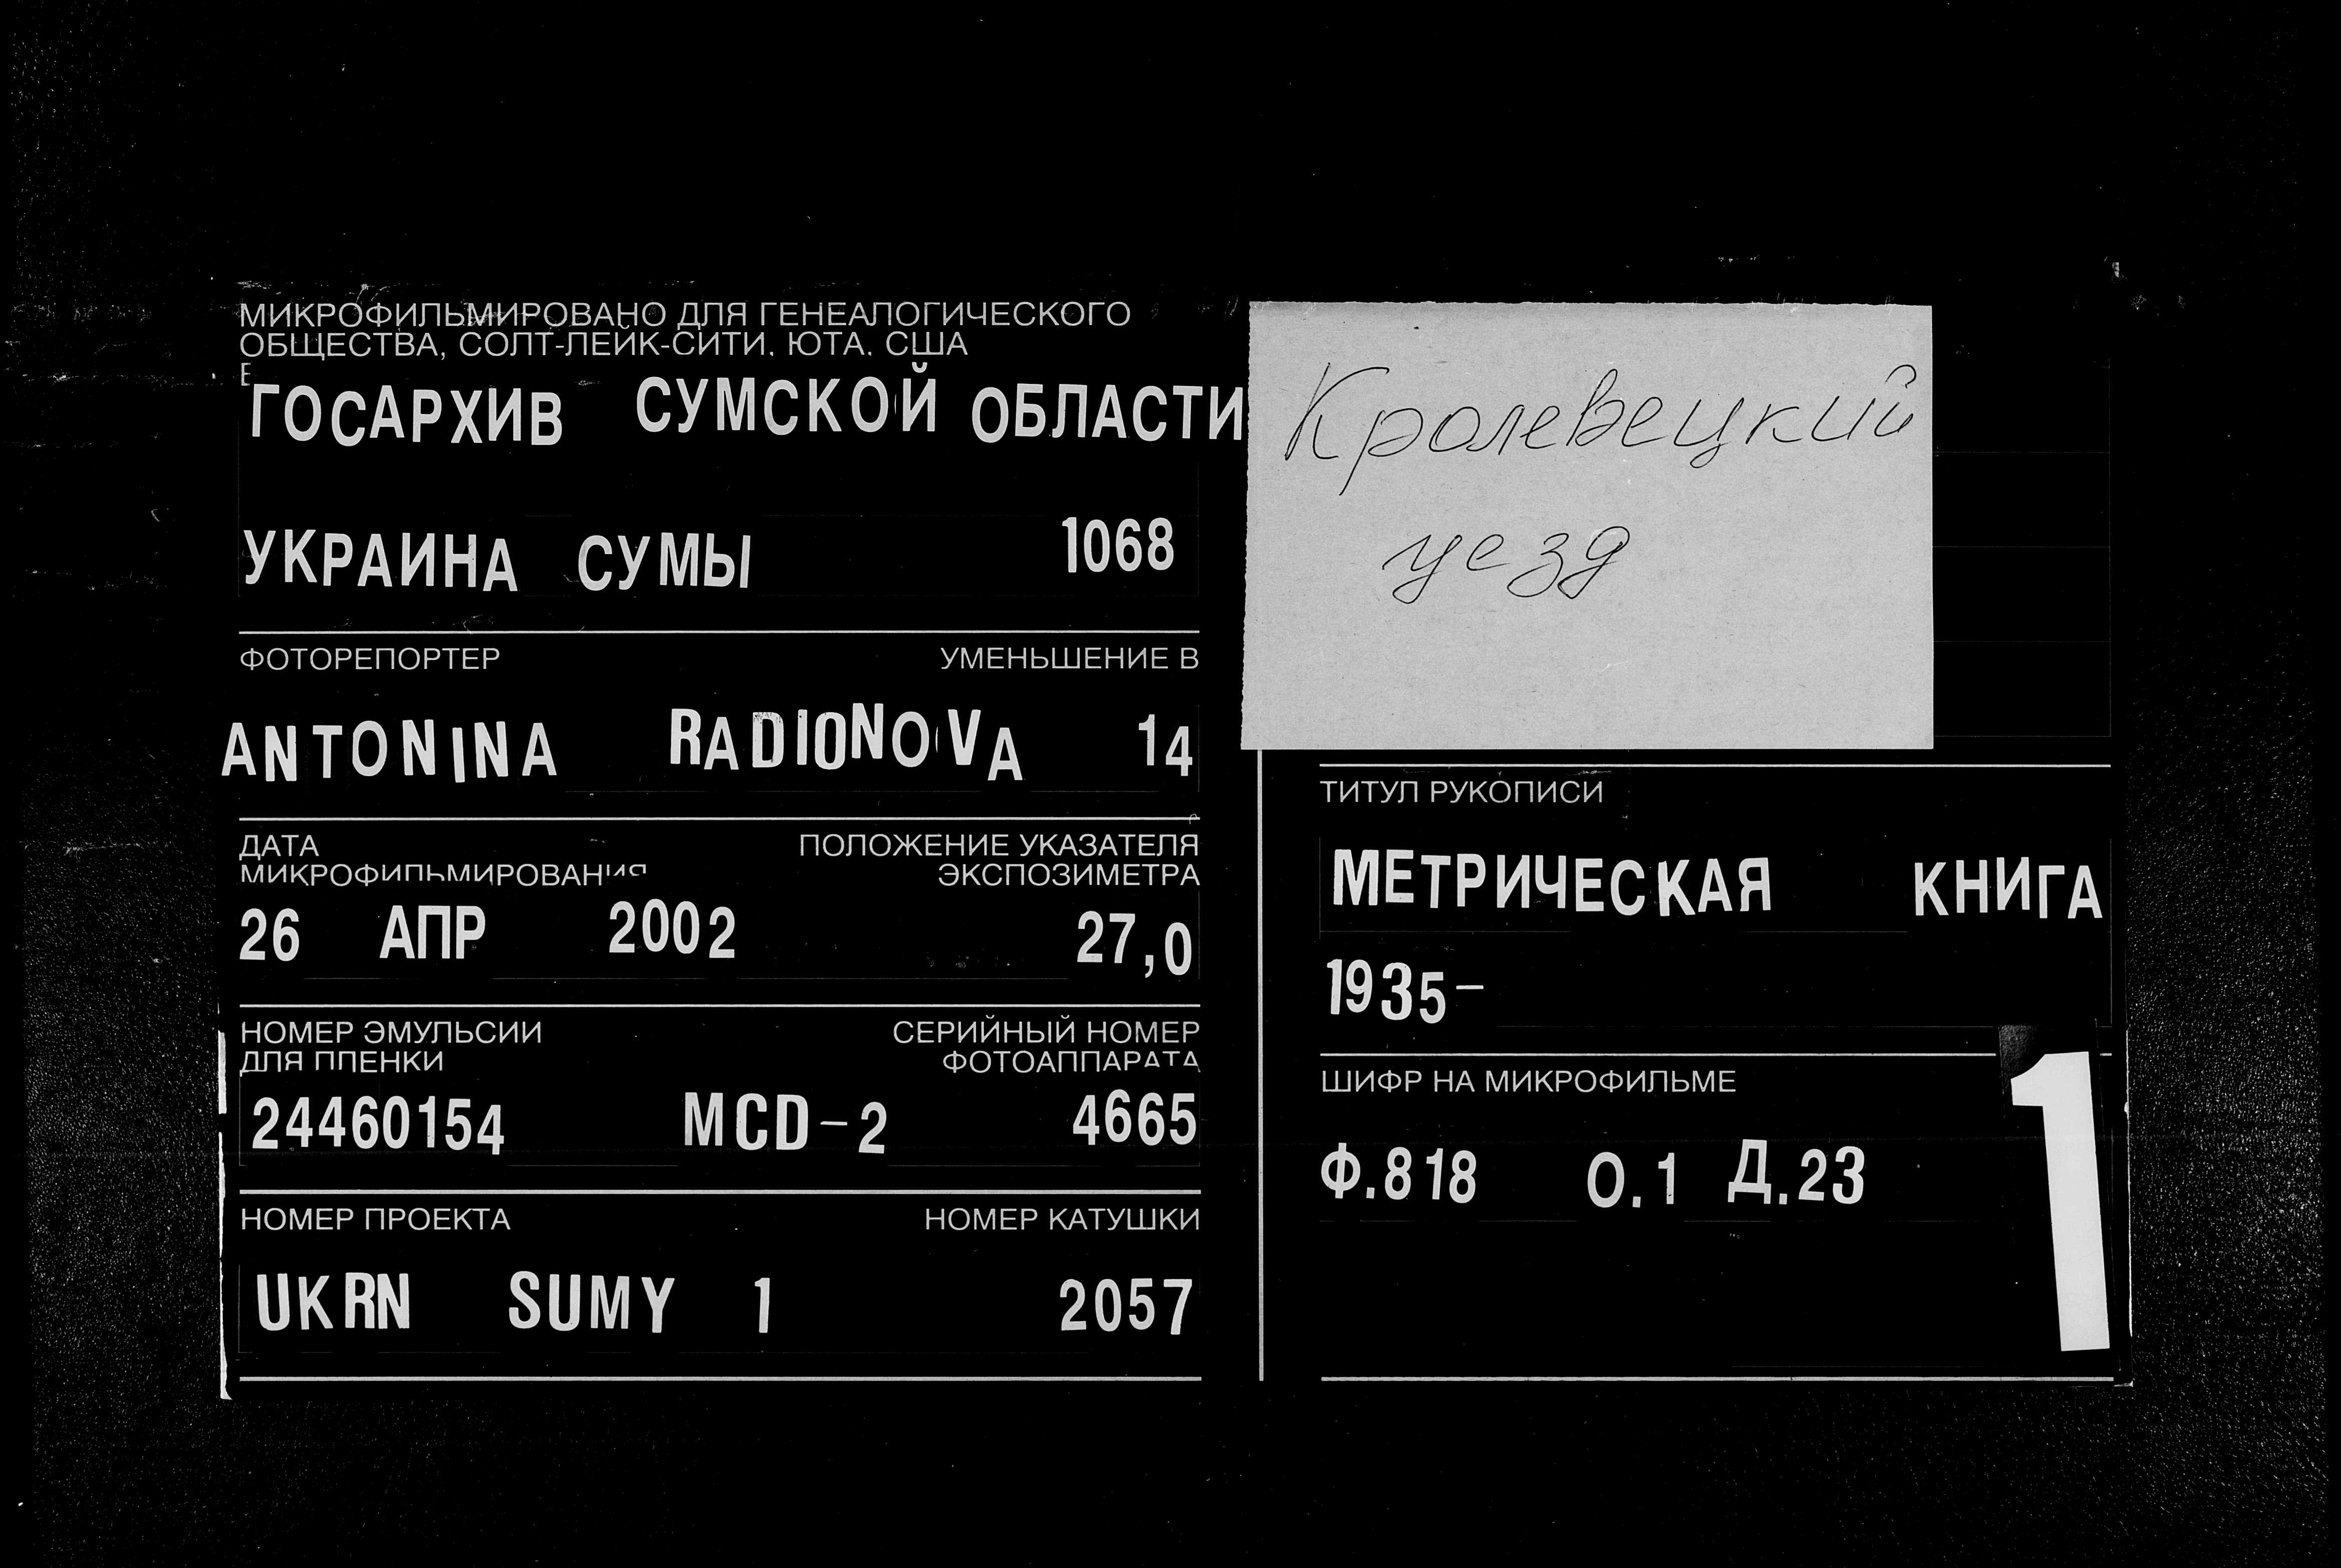 МИКРОФИЛЬМИРОВАНО ДЛЯ ГЕНЕАЛОГИЧЕСКОГО
ОБЩЕСТВА, СОЛТ-ЛЕЙК-СИТИ, ЮТА, США
ГОСАРХИВ СУМСКОЙ ОБЛАСТИ
УКРАИНА СУМЫ 1068
ФОТОРЕПОРТЕР УМЕНЬШЕНИЕ В
ANTONINA RADIONOVA 14
ДАТА ПОЛОЖЕНИЕ УКАЗАТЕЛЯ
МИКРОФИЛЬМИРОВАНИЯ ЭКСПОЗИМЕТРА
26 АПР 2002 27,0
НОМЕР ЭМУЛЬСИИ СЕРИЙНЫЙ НОМЕР
ДЛЯ ПЛЕНКИ ФОТОАППАРАТА
24460154 MCD-2 4665
НОМЕР ПРОЕКТА НОМЕР КАТУШКИ
UKRN SUMY 1 2057
Кролевецкий
уезд
ТИТУЛ РУКОПИСИ
МЕТРИЧЕСКАЯ КНИГА
1935-
ШИФР НА МИКРОФИЛЬМЕ
Ф.818 О.1 Д.23
1